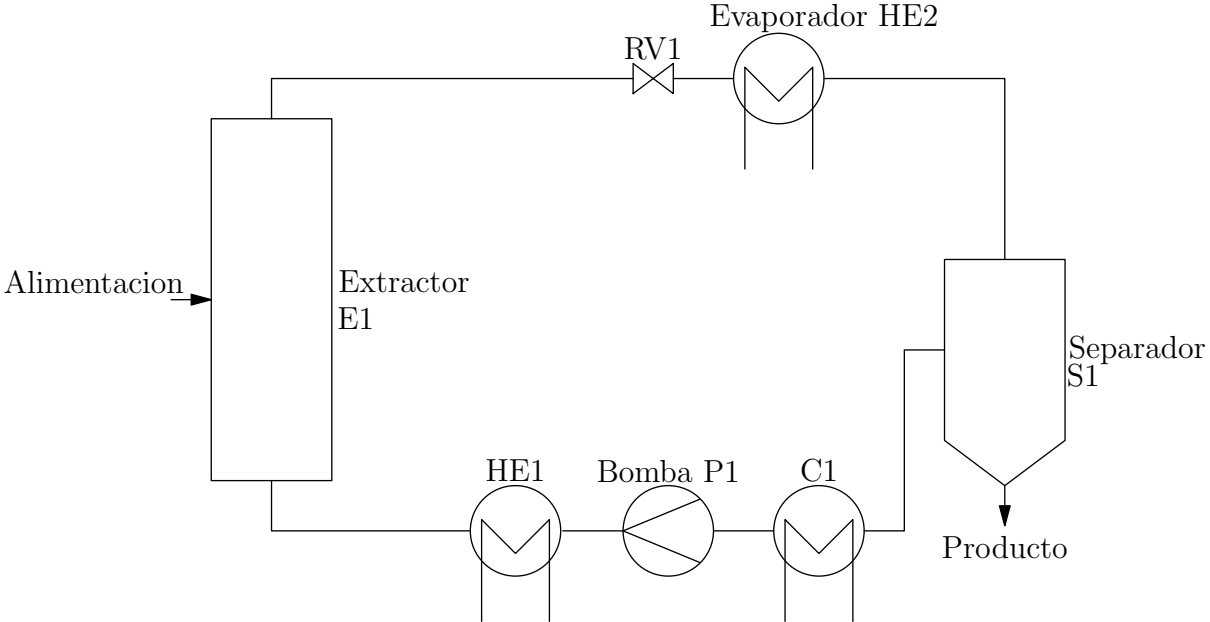 Evaporador HE2
RV1
Alimentacion
Extractor
E1
Separador
S1
HE1
Bomba P1
C1
Producto